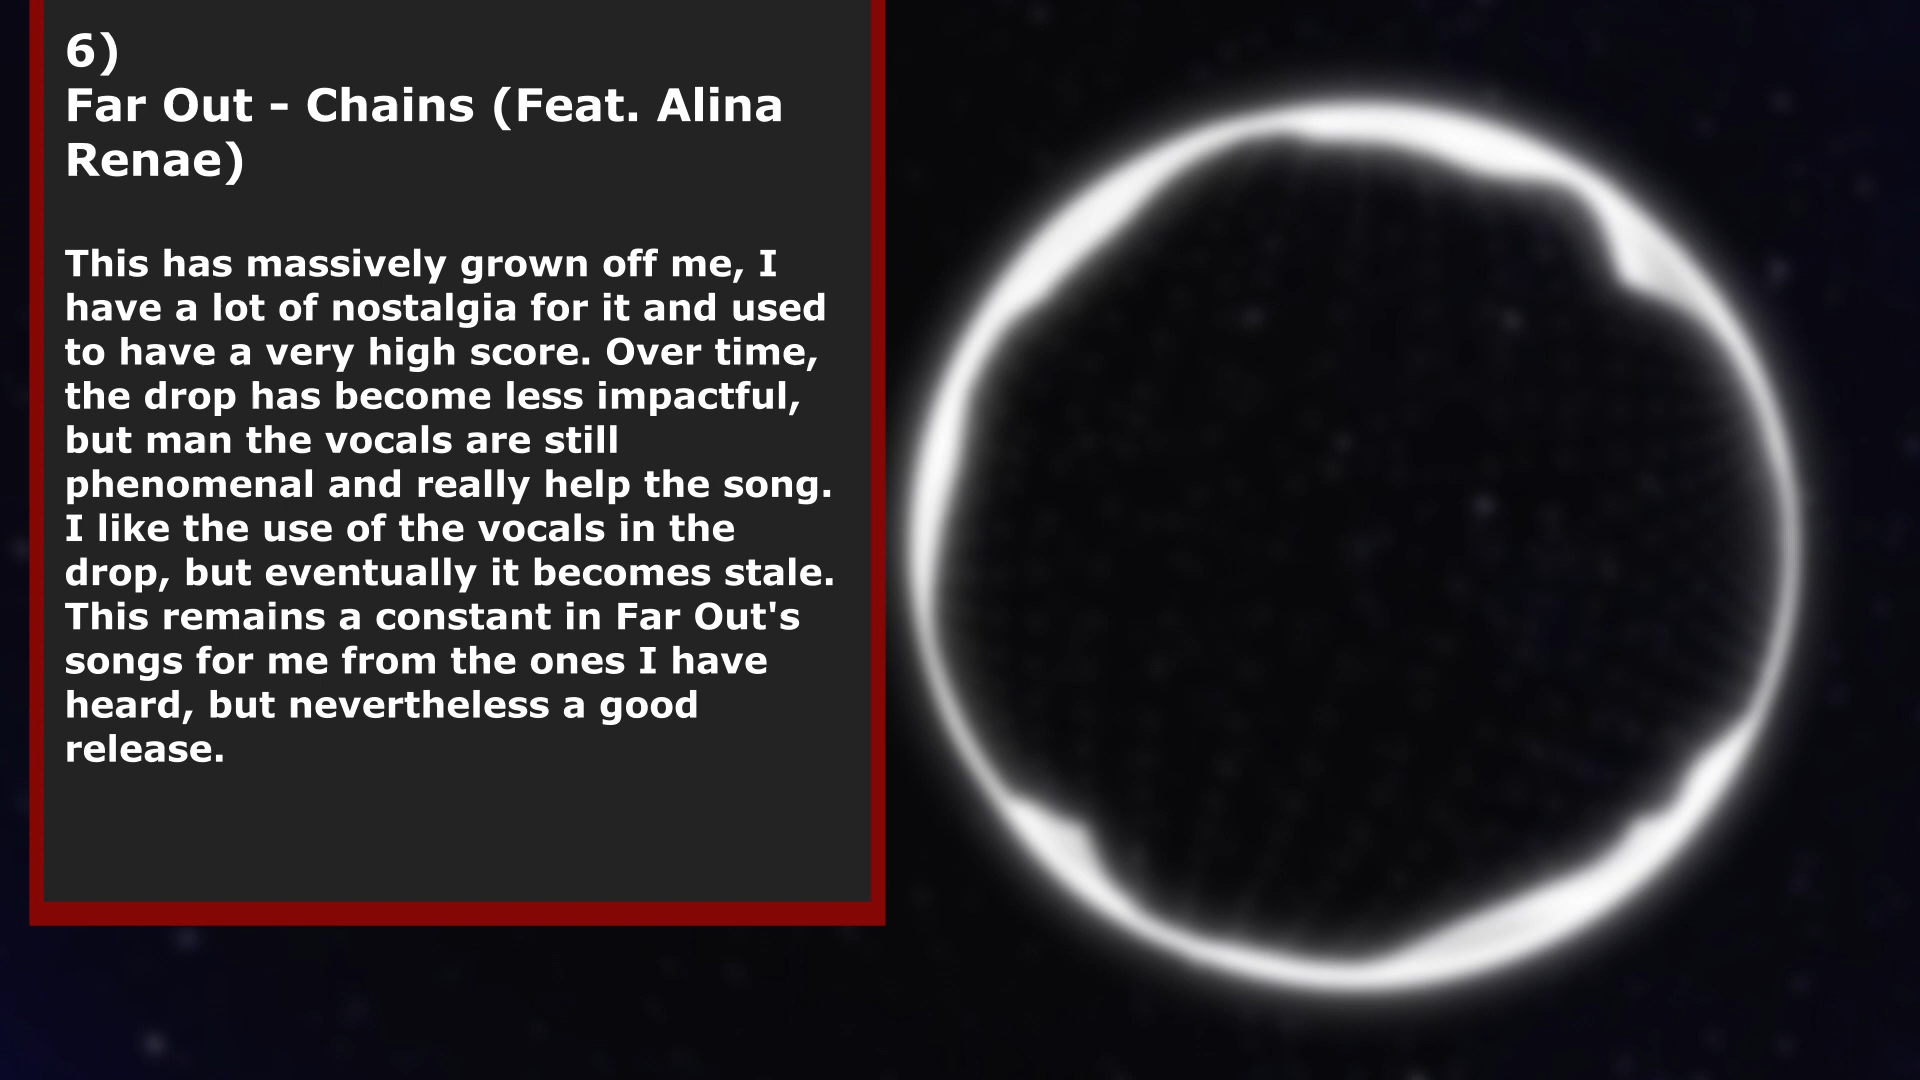 6)
Far Out – Chains (Feat. Alina
Renae)
This has massively grown off me, I
have a lot of nostalgia for it and used
to have a very high score. Over time,
the drop has become less impactful,
but man the vocals are still
phenomenal and really help the song.
I like the use of the vocals in the
drop, but eventually it becomes stale.
This remains a constant in Far Out's
songs for me from the ones I have
heard, but nevertheless a good
release.